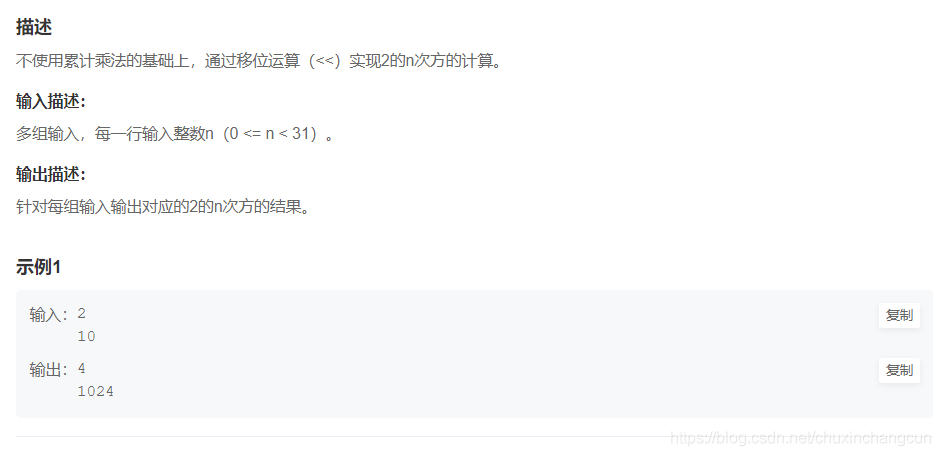 描述
不使用累计乘法的基础上，通过移位运算（<<）实现2的n次方的计算。
输入描述：
多组输入，每一行输入整数n（0 <= n < 31）。
输出描述：
针对每组输入输出对应的2的n次方的结果。
示例1
输入：2 复制
10
输出：4 复制
1024
https://blog.csdn.net/chuxinchangcun